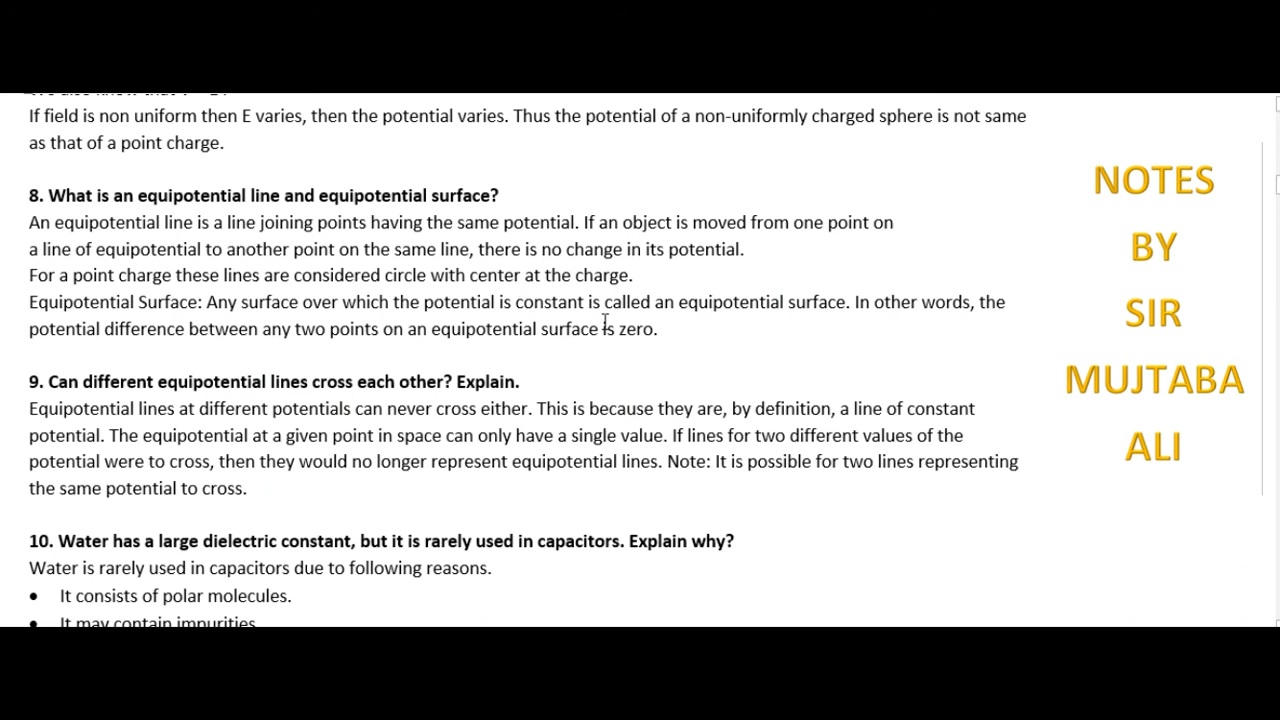 If field is non uniform then E varies, then the potential varies. Thus the potential of a non-uniformly charged sphere is not same
as that of a point charge.
8. What is an equipotential line and equipotential surface?
An equipotential line is a line joining points having the same potential. If an object is moved from one point on
a line of equipotential to another point on the same line, there is no change in its potential.
For a point charge these lines are considered circle with center at the charge.
Equipotential Surface: Any surface over which the potential is constant is called an equipotential surface. In other words, the
potential difference between any two points on an equipotential surface is zero.
9. Can different equipotential lines cross each other? Explain.
Equipotential lines at different potentials can never cross either. This is because they are, by definition, a line of constant
potential. The equipotential at a given point in space can only have a single value. If lines for two different values of the
potential were to cross, then they would no longer represent equipotential lines. Note: It is possible for two lines representing
the same potential to cross.
10. Water has a large dielectric constant, but it is rarely used in capacitors. Explain why?
Water is rarely used in capacitors due to following reasons.
• It consists of polar molecules.
• It may contain impurities
NOTES
BY
SIR
MUJTABA
ALI